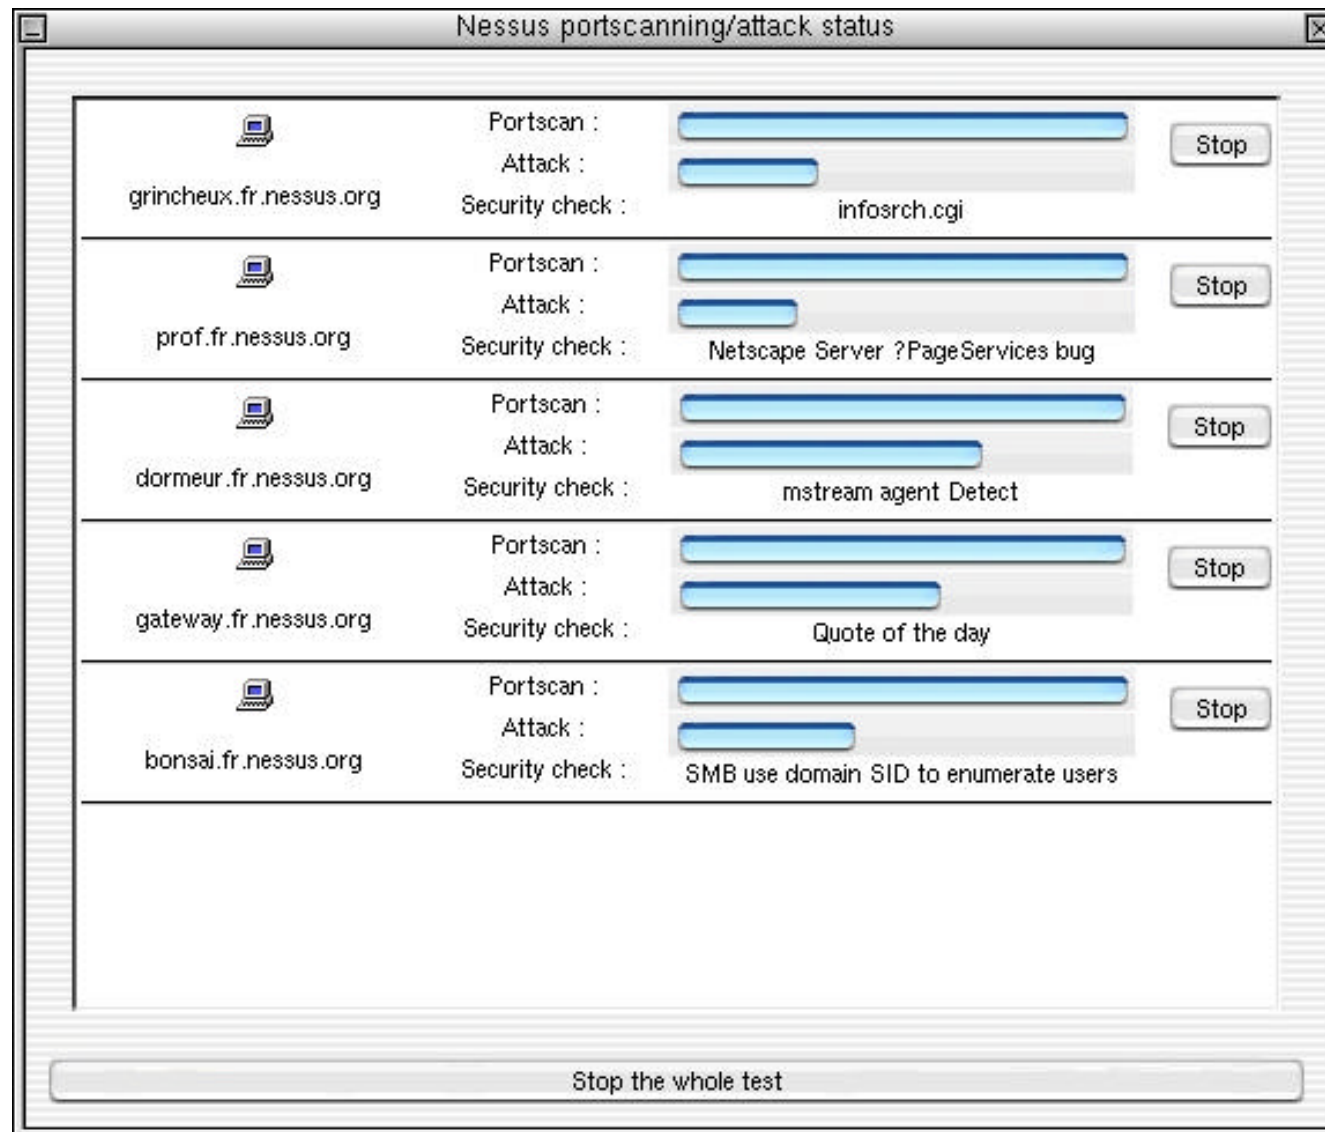 Nessus portscanning/attack status
Portscan :
Stop
Attack :
grincheux.fr.nessus.org
Security check :
infosrch.cgi
Portscan :
Stop
Attack :
prof.fr.nessus.org
Security check :
Netscape Server ?PageServices bug
Portscan :
Stop
Attack :
dormeur.fr.nessus.org
Security check :
mstream agent Detect
Portscan :
Stop
Attack :
gateway.fr.nessus.org
Security check :
Quote of the day
Portscan :
Stop
Attack :
bonsai.fr.nessus.org
Security check :
SMB use domain SID to enumerate users
Stop the whole test